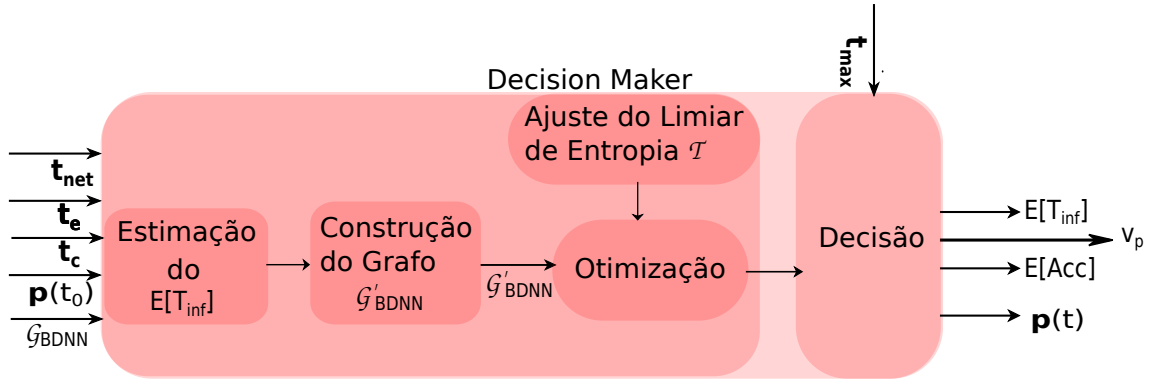 t_max
Decision Maker
Ajuste do Limiar
de Entropia 𝒯
t_net
t_e
t_c
p(t_0)
𝒢_BDNN
Estimação
do
E[T_inf]
Construção
do Grafo
𝒢'_BDNN
𝒢'_BDNN
Otimização
Decisão
E[T_inf]
v_p
E[Acc]
p(t)